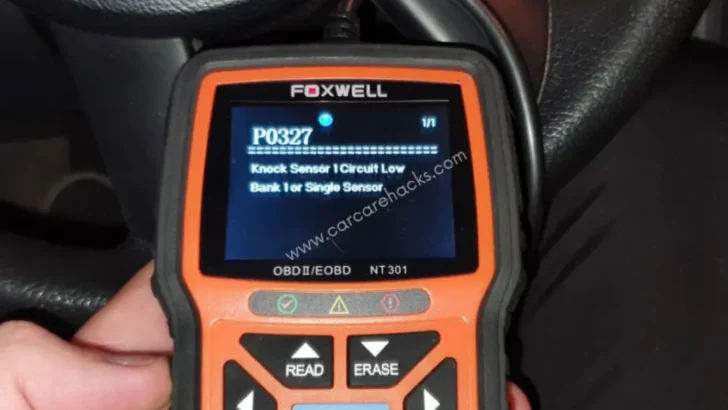 FOXWELL
1/1
P0327
Knock Sensor 1 Circuit Low
Bank 1 or Single Sensor
www.carcarehacks.com
OBDII/EOBD NT301
READ ERASE